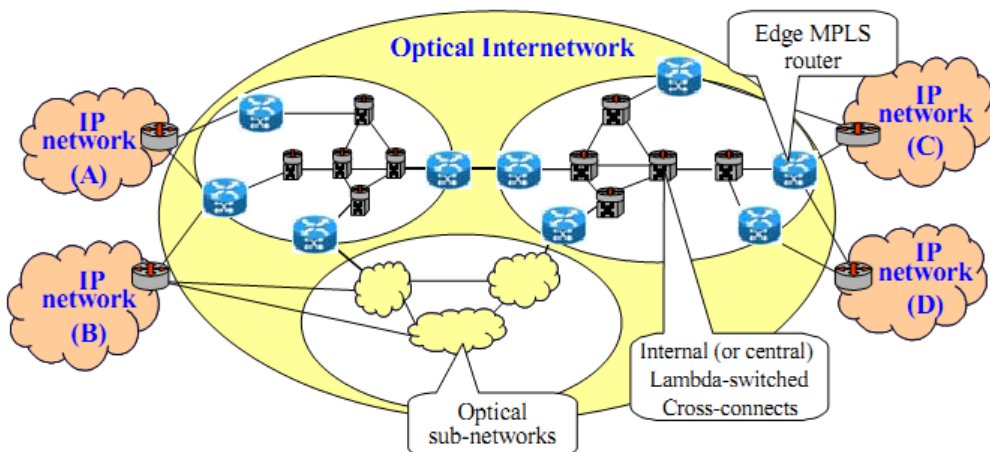 Optical Internetwork
Edge MPLS
router
IP
network
(A)
IP
network
(C)
IP
network
(B)
IP
network
(D)
Internal (or central)
Lambda-switched
Cross-connects
Optical
sub-networks